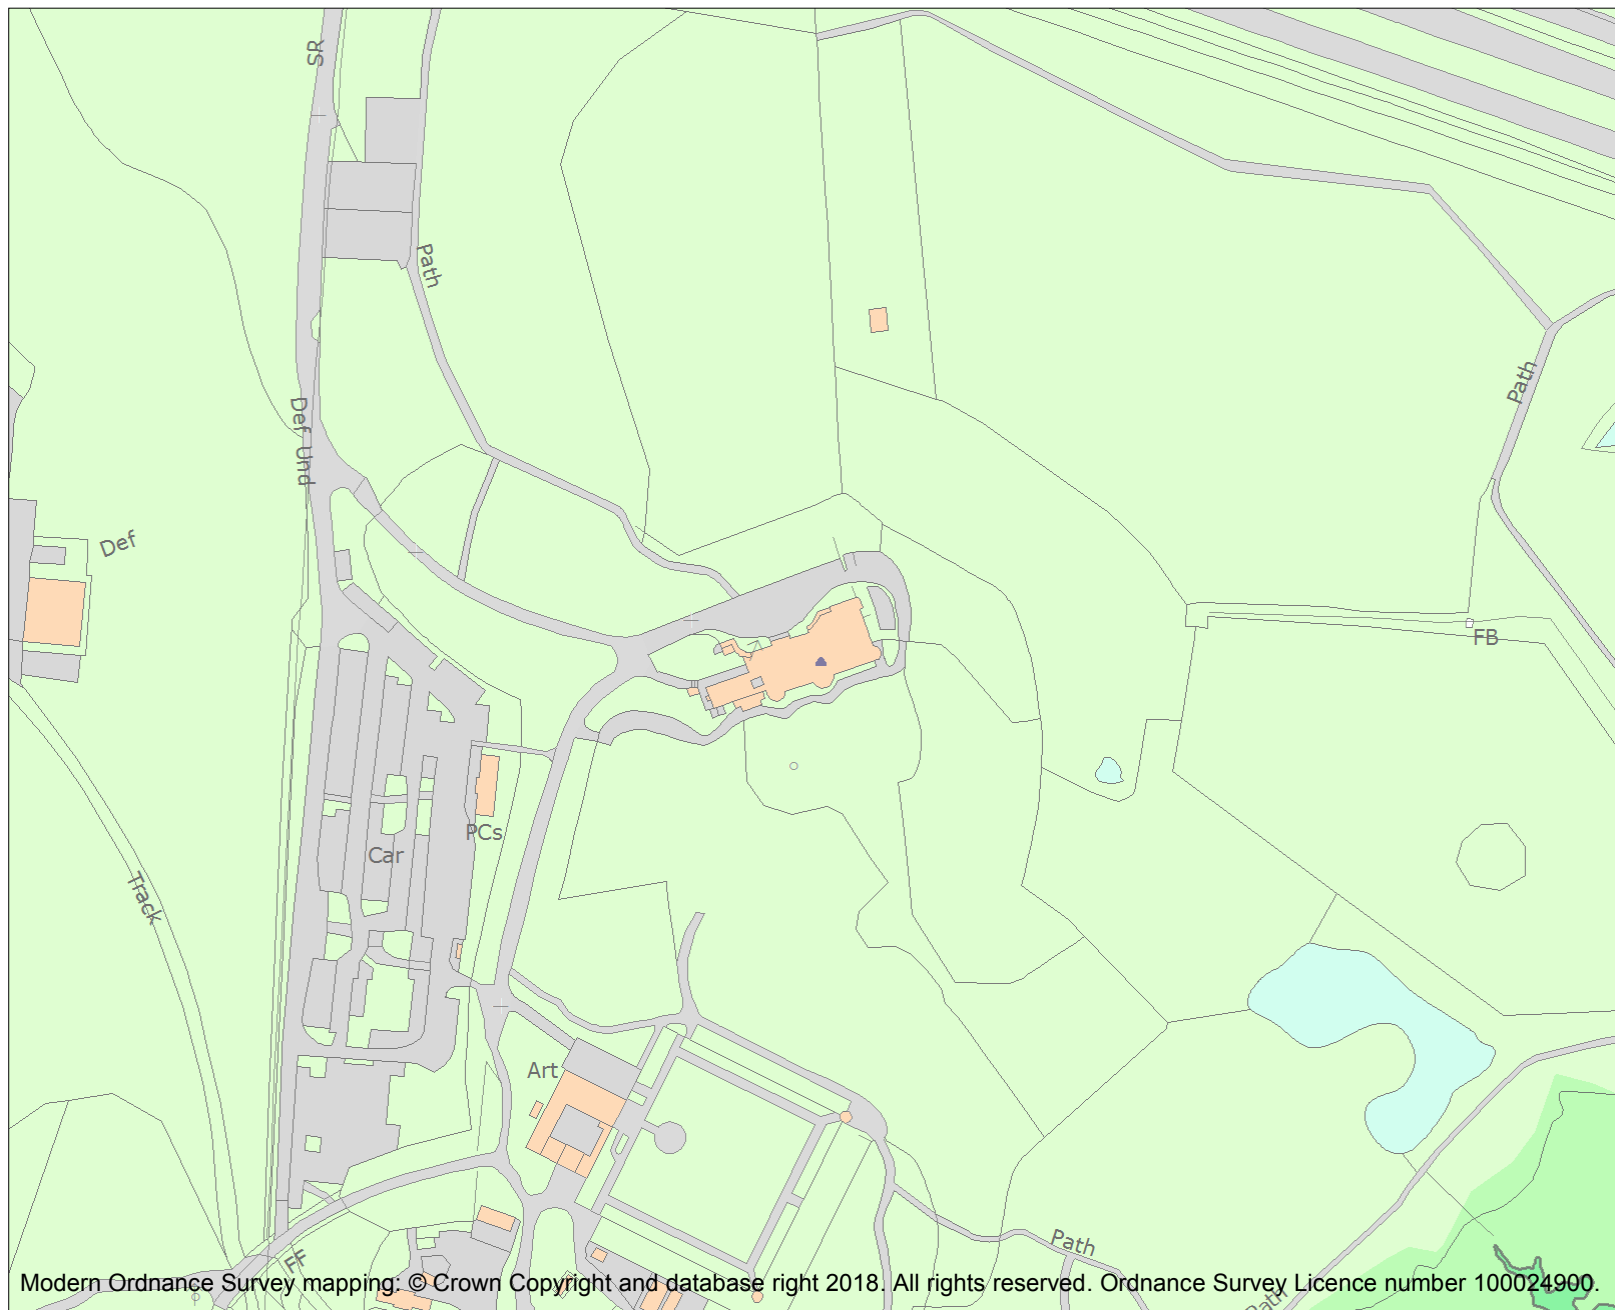 SR
Path
Def Und
Path
Def
FB
PCs
Car
Track
Art
Path
FF
Path
Modern Ordnance Survey mapping: © Crown Copyright and database right 2018. All rights reserved. Ordnance Survey Licence number 100024900.